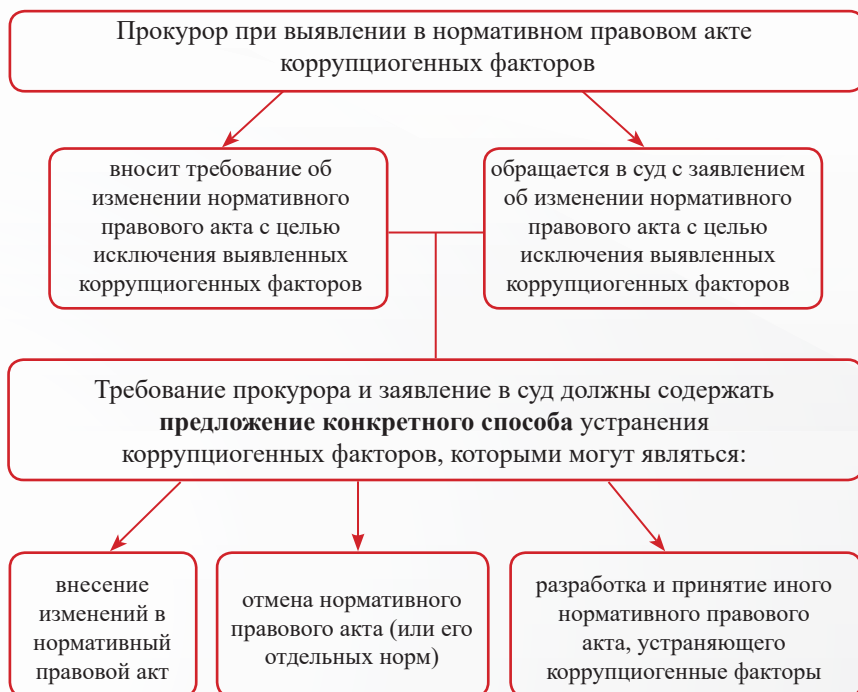 Прокурор при выявлении в нормативном правовом акте
коррупциогенных факторов
вносит требование об
изменении нормативного
правового акта с целью
исключения выявленных
коррупциогенных факторов
обращается в суд с заявлением
об изменении нормативного
правового акта с целью
исключения выявленных
коррупциогенных факторов
Требование прокурора и заявление в суд должны содержать
предложение конкретного способа устранения
коррупциогенных факторов, которыми могут являться:
внесение
изменений в
нормативный
правовой акт
отмена нормативного
правового акта (или его
отдельных норм)
разработка и принятие иного
нормативного правового
акта, устраняющего
коррупциогенные факторы